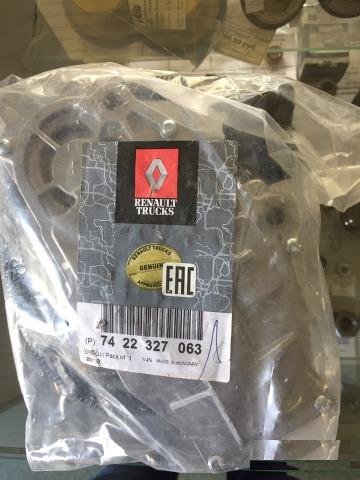 RENAULT
TRUCKS
RENAULT TRUCKS
GENUINE
APPROVED
EAC
(P) 74 22 327 063
Pack of 1 MADE IN HUNGARY